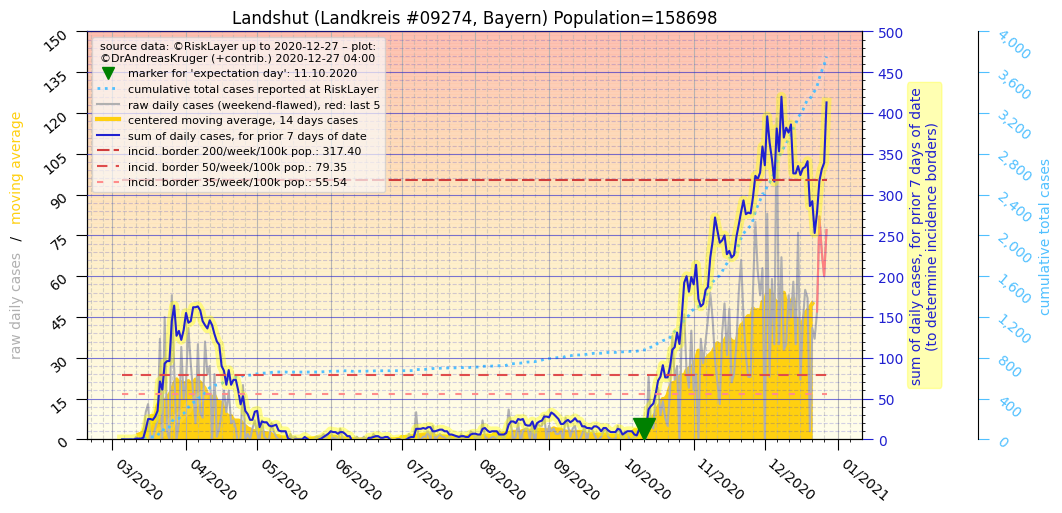 Landshut (Landkreis #09274, Bayern) Population=158698
source data: ©RiskLayer up to 2020-12-27 – plot:
©DrAndreasKruger (+contrib.) 2020-12-27 04:00
marker for 'expectation day': 11.10.2020
cumulative total cases reported at RiskLayer
raw daily cases (weekend-flawed), red: last 5
centered moving average, 14 days cases
sum of daily cases, for prior 7 days of date
incid. border 200/week/100k pop.: 317.40
incid. border 50/week/100k pop.: 79.35
incid. border 35/week/100k pop.: 55.54
raw daily cases / moving average
150
135
120
105
90
75
60
45
30
15
0
03/2020
04/2020
05/2020
06/2020
07/2020
08/2020
09/2020
10/2020
11/2020
12/2020
01/2021
500
450
400
350
300
250
200
150
100
50
0
sum of daily cases, for prior 7 days of date
(to determine incidence borders)
4,000
3,600
3,200
2,800
2,400
2,000
1,600
1,200
800
400
0
cumulative total cases